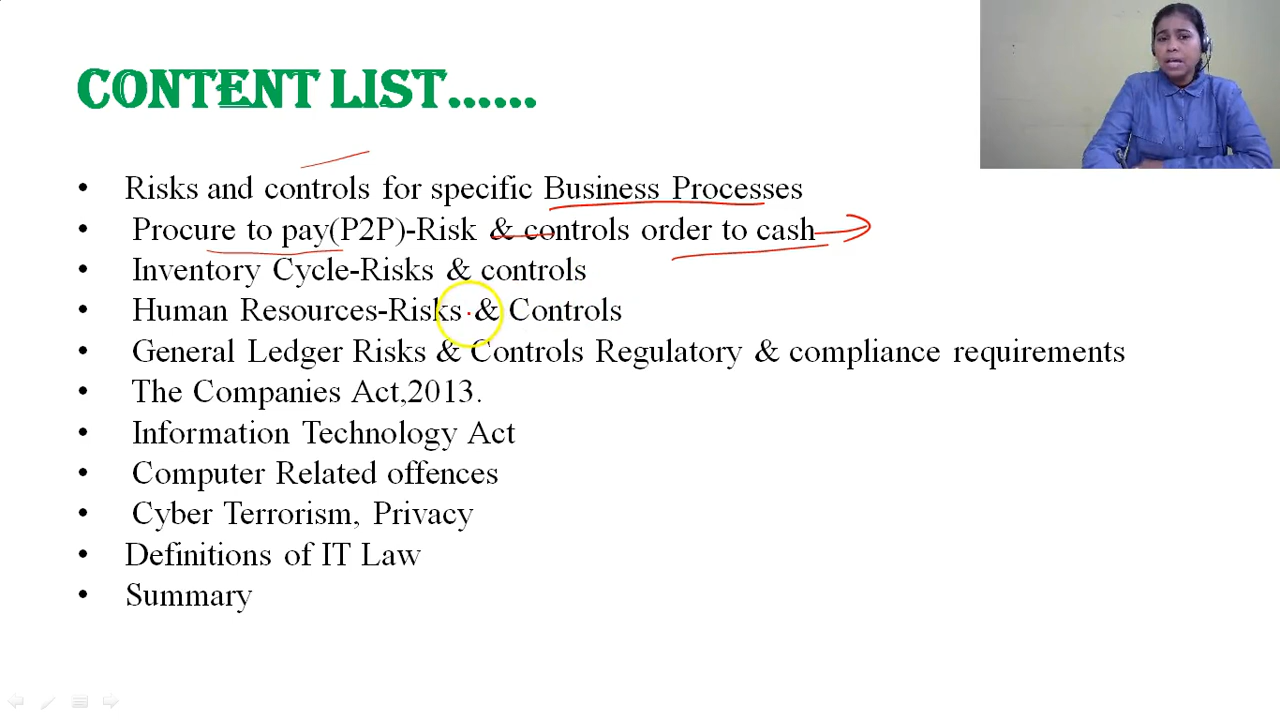 CONTENT LIST......
• Risks and controls for specific Business Processes
• Procure to pay(P2P)-Risk & controls order to cash
• Inventory Cycle-Risks & controls
• Human Resources-Risks & Controls
• General Ledger Risks & Controls Regulatory & compliance requirements
• The Companies Act,2013.
• Information Technology Act
• Computer Related offences
• Cyber Terrorism, Privacy
• Definitions of IT Law
• Summary